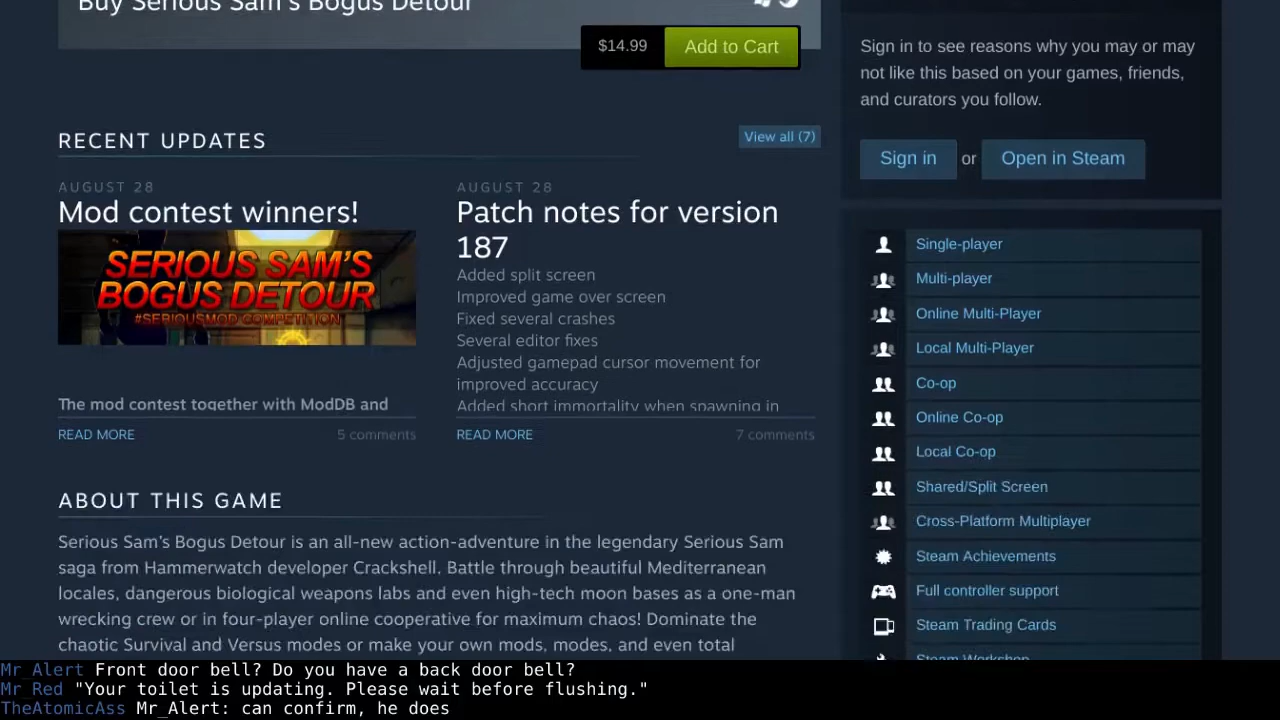 Buy Serious Sam's Bogus Detour
$14.99
Add to Cart
RECENT UPDATES
View all (7)
AUGUST 28
Mod contest winners!
SERIOUS SAM'S
BOGUS DETOUR
#SERIOUSMOD COMPETITION
The mod contest together with ModDB and
READ MORE
5 comments
AUGUST 28
Patch notes for version
187
Added split screen
Improved game over screen
Fixed several crashes
Several editor fixes
Adjusted gamepad cursor movement for
improved accuracy
Added short immortality when spawning in
READ MORE
7 comments
ABOUT THIS GAME
Serious Sam's Bogus Detour is an all-new action-adventure in the legendary Serious Sam
saga from Hammerwatch developer Crackshell. Battle through beautiful Mediterranean
locales, dangerous biological weapons labs and even high-tech moon bases as a one-man
wrecking crew or in four-player online cooperative for maximum chaos! Dominate the
chaotic Survival and Versus modes or make your own mods, modes, and even total
Sign in to see reasons why you may or may
not like this based on your games, friends,
and curators you follow.
Sign in or Open in Steam
Single-player
Multi-player
Online Multi-Player
Local Multi-Player
Co-op
Online Co-op
Local Co-op
Shared/Split Screen
Cross-Platform Multiplayer
Steam Achievements
Full controller support
Steam Trading Cards
Steam Workshop
Mr_Alert Front door bell? Do you have a back door bell?
Mr_Red "Your toilet is updating. Please wait before flushing."
TheAtomicAss Mr_Alert: can confirm, he does